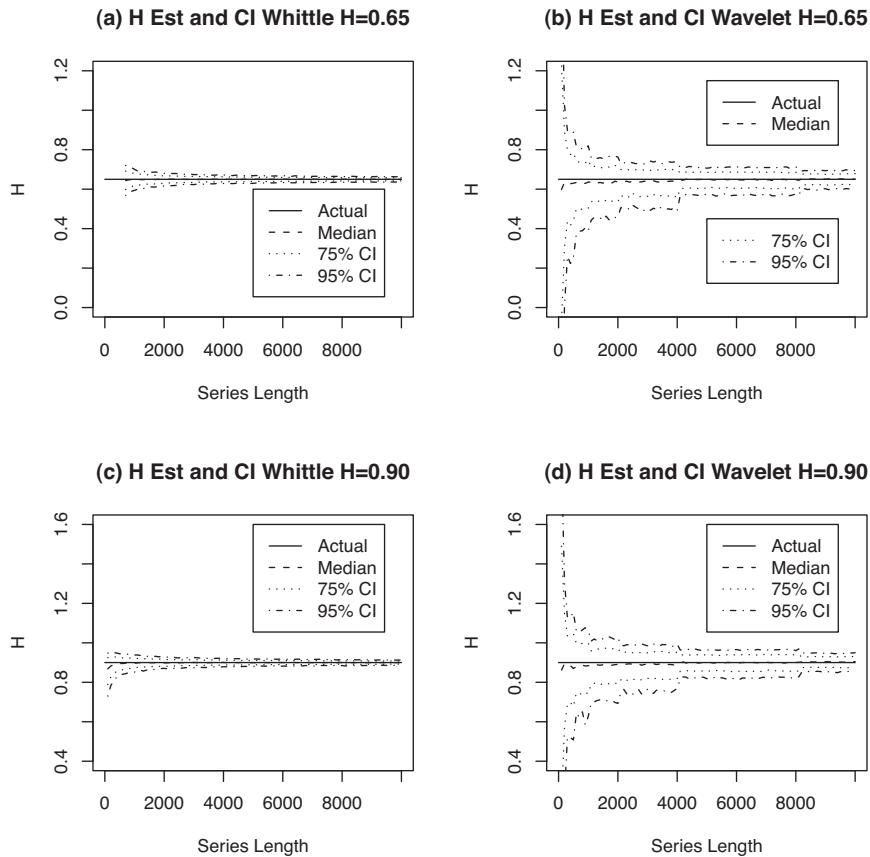 (a) H Est and CI Whittle H=0.65
H
0.0 0.4 0.8 1.2
Actual
Median
75% CI
95% CI
0 2000 4000 6000 8000
Series Length
(b) H Est and CI Wavelet H=0.65
H
0.0 0.4 0.8 1.2
Actual
Median
75% CI
95% CI
0 2000 4000 6000 8000
Series Length
(c) H Est and CI Whittle H=0.90
H
0.4 0.8 1.2 1.6
Actual
Median
75% CI
95% CI
0 2000 4000 6000 8000
Series Length
(d) H Est and CI Wavelet H=0.90
H
0.4 0.8 1.2 1.6
Actual
Median
75% CI
95% CI
0 2000 4000 6000 8000
Series Length